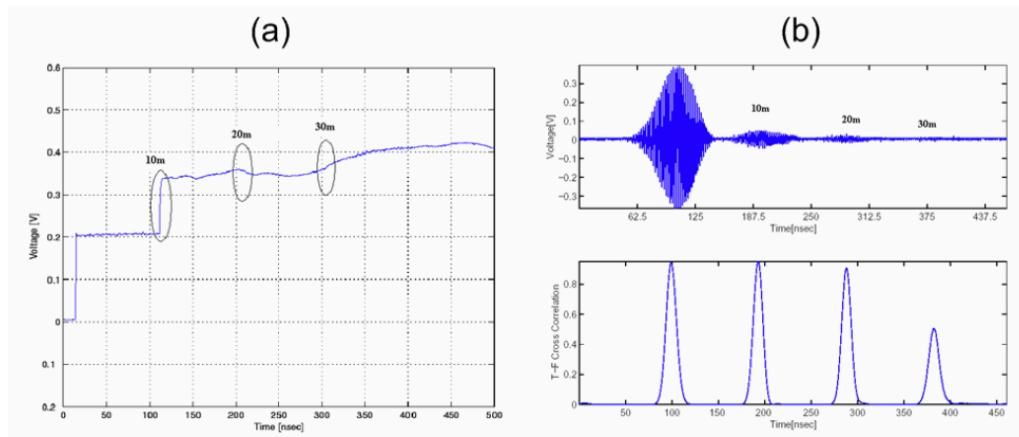 (a)
0.6
0.5
0.4
0.3
0.2
0.1
0
0.1
0.2
Voltage [V]
10m
20m
30m
0 50 100 150 200 250 300 350 400 450 500
Time [nsec]
(b)
0.3
0.2
0.1
0
−0.1
−0.2
−0.3
Voltage[V]
10m
20m
30m
62.5 125 187.5 250 312.5 375 437.5
Time[nsec]
0.8
0.6
0.4
0.2
0
T−F Cross Correlation
50 100 150 200 250 300 350 400 450
Time[nsec]